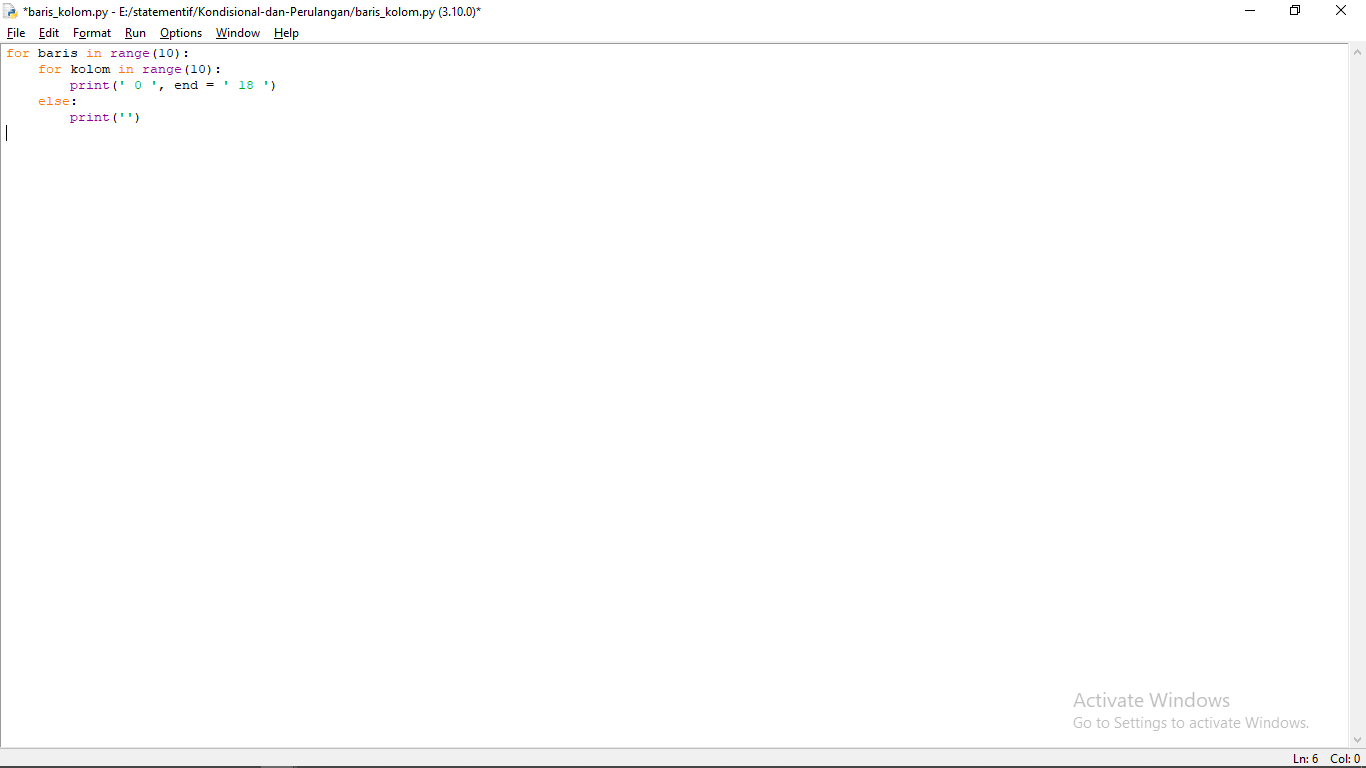 *baris_kolom.py - E:/statementif/Kondisional-dan-Perulangan/baris_kolom.py (3.10.0)*
File Edit Format Run Options Window Help
for baris in range(10):
    for kolom in range(10):
        print(' 0 ', end = ' 18 ')
    else:
        print('')
Activate Windows
Go to Settings to activate Windows.
Ln: 6 Col: 0